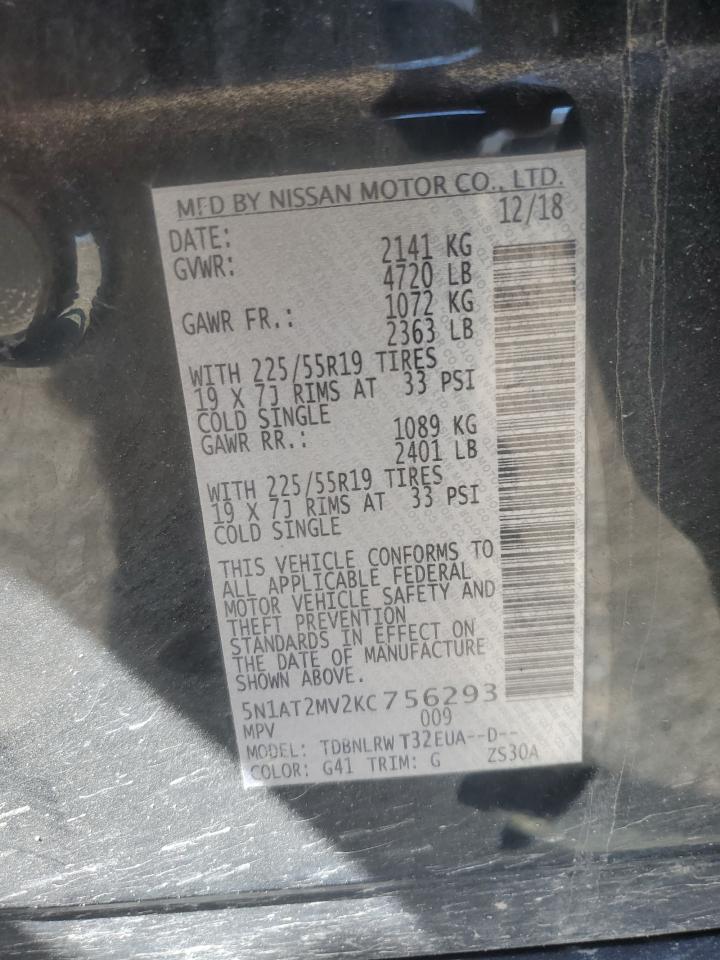 MFD BY NISSAN MOTOR CO., LTD.
DATE: 12/18
GVWR: 2141 KG
4720 LB
GAWR FR.: 1072 KG
2363 LB
WITH 225/55R19 TIRES
19 X 7J RIMS AT 33 PSI
COLD SINGLE
GAWR RR.: 1089 KG
2401 LB
WITH 225/55R19 TIRES
19 X 7J RIMS AT 33 PSI
COLD SINGLE
THIS VEHICLE CONFORMS TO
ALL APPLICABLE FEDERAL
MOTOR VEHICLE SAFETY AND
THEFT PREVENTION
STANDARDS IN EFFECT ON
THE DATE OF MANUFACTURE
SHOWN ABOVE.
5N1AT2MV2KC756293
MPV 009
MODEL: TDBNLRW T32EUA--D--
COLOR: G41 TRIM: G ZS30A